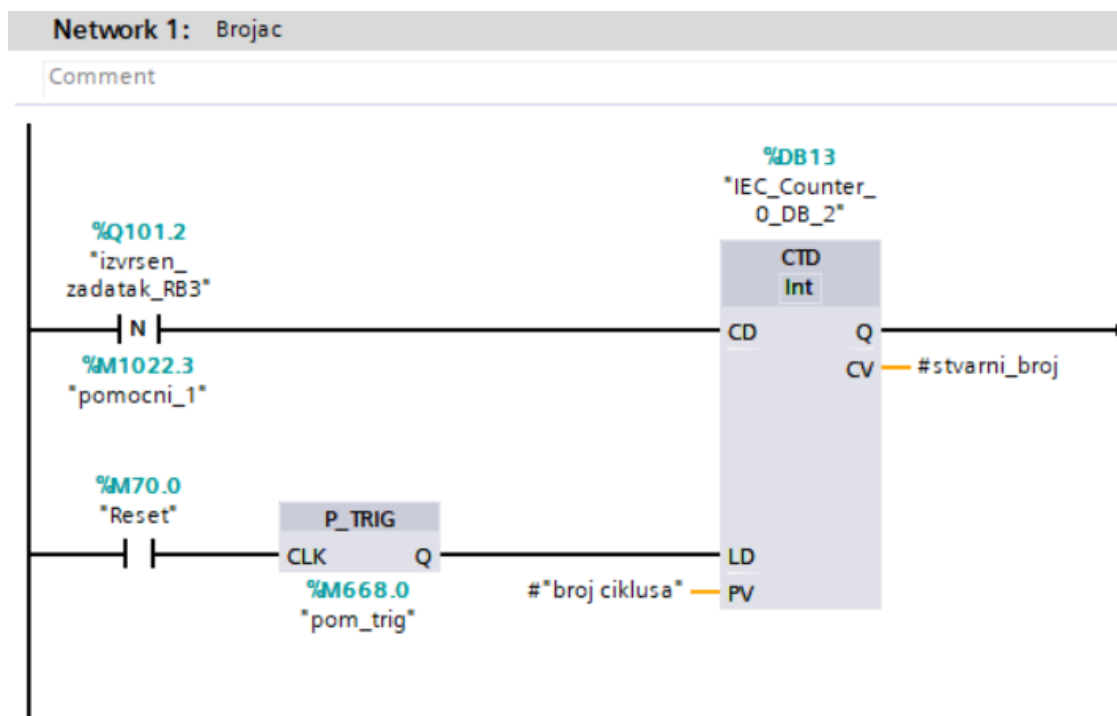 Network 1: Brojac
Comment
%DB13
"IEC_Counter_
0_DB_2"
%Q101.2
"izvrsen_
zadatak_RB3"
N
%M1022.3
"pomocni_1"
CTD
Int
CD Q
CV #stvarni_broj
%M70.0
"Reset"
P_TRIG
CLK Q
%M668.0
"pom_trig"
LD
#"broj ciklusa" PV